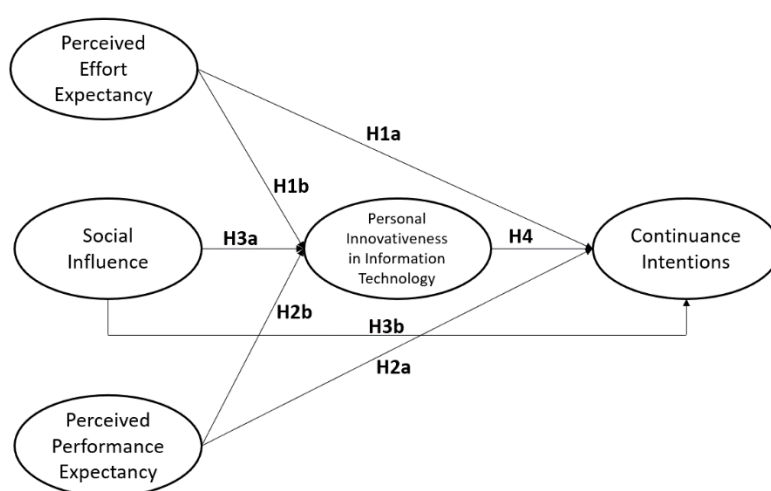 Perceived
Effort
Expectancy
H1a
H1b
Social
Influence
H3a
Personal
Innovativeness
in Information
Technology
H4
Continuance
Intentions
H2b
H3b
H2a
Perceived
Performance
Expectancy